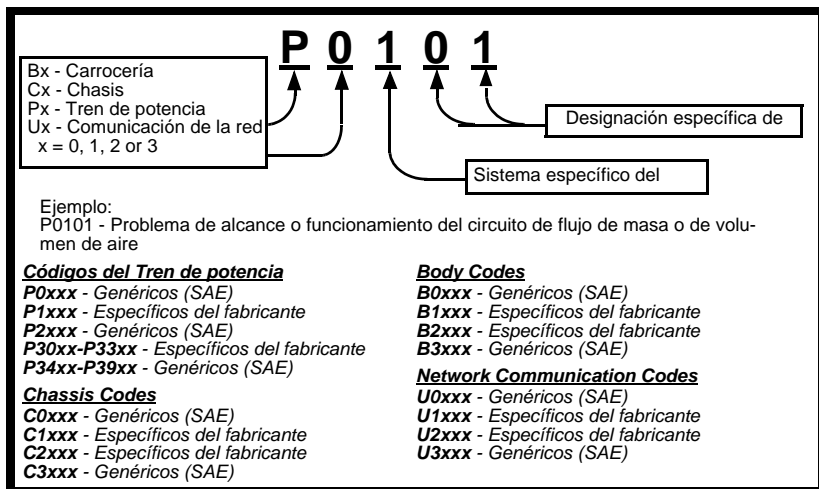 P 0 1 0 1
Bx - Carrocería
Cx - Chasis
Px - Tren de potencia
Ux - Comunicación de la red
x = 0, 1, 2 or 3
Designación específica de
Sistema específico del
Ejemplo:
P0101 - Problema de alcance o funcionamiento del circuito de flujo de masa o de volu-
men de aire
Códigos del Tren de potencia
P0xxx - Genéricos (SAE)
P1xxx - Específicos del fabricante
P2xxx - Genéricos (SAE)
P30xx-P33xx - Específicos del fabricante
P34xx-P39xx - Genéricos (SAE)
Chassis Codes
C0xxx - Genéricos (SAE)
C1xxx - Específicos del fabricante
C2xxx - Específicos del fabricante
C3xxx - Genéricos (SAE)
Body Codes
B0xxx - Genéricos (SAE)
B1xxx - Específicos del fabricante
B2xxx - Específicos del fabricante
B3xxx - Genéricos (SAE)
Network Communication Codes
U0xxx - Genéricos (SAE)
U1xxx - Específicos del fabricante
U2xxx - Específicos del fabricante
U3xxx - Genéricos (SAE)